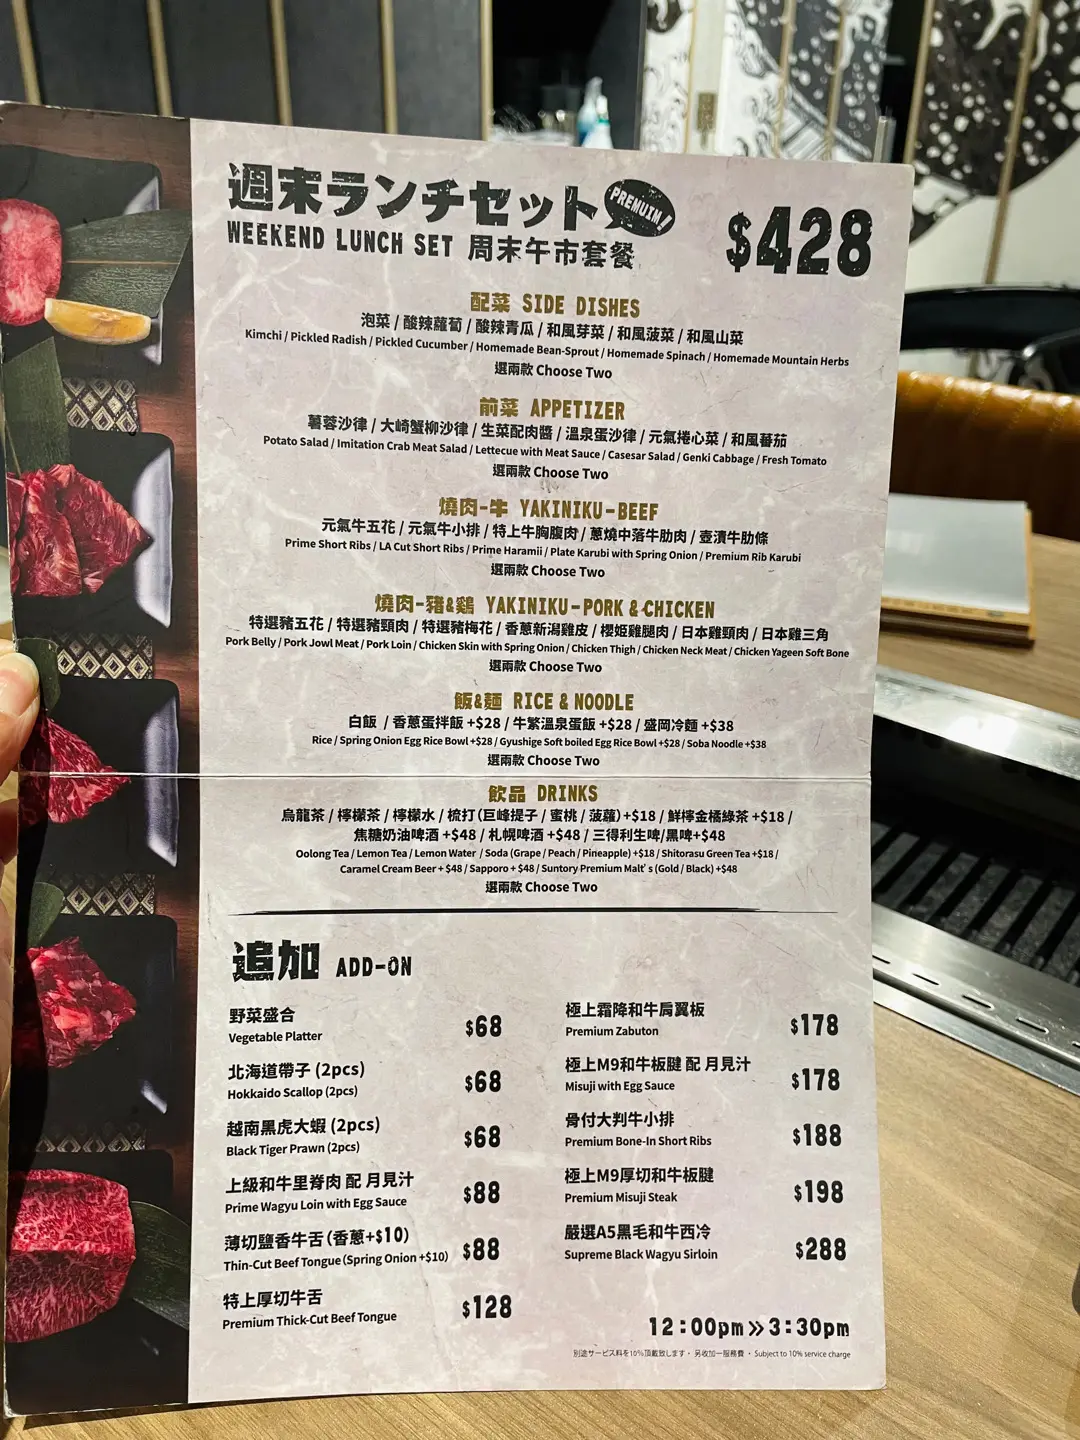 週末ランチセット PREMUIM!
WEEKEND LUNCH SET 周末午市套餐
$428
配菜 SIDE DISHES
泡菜 / 酸辣蘿蔔 / 酸辣青瓜 / 和風芽菜 / 和風菠菜 / 和風山菜
Kimchi / Pickled Radish / Pickled Cucumber / Homemade Bean-Sprout / Homemade Spinach / Homemade Mountain Herbs
選兩款 Choose Two
前菜 APPETIZER
薯蓉沙律 / 大崎蟹柳沙律 / 生菜配肉醬 / 溫泉蛋沙律 / 元氣捲心菜 / 和風蕃茄
Potato Salad / Imitation Crab Meat Salad / Lettecue with Meat Sauce / Casesar Salad / Genki Cabbage / Fresh Tomato
選兩款 Choose Two
燒肉-牛 YAKINIKU-BEEF
元氣牛五花 / 元氣牛小排 / 特上牛胸腹肉 / 蔥燒中落牛肋肉 / 壺漬牛肋條
Prime Short Ribs / LA Cut Short Ribs / Prime Haramii / Plate Karubi with Spring Onion / Premium Rib Karubi
選兩款 Choose Two
燒肉-豬&鷄 YAKINIKU-PORK & CHICKEN
特選豬五花 / 特選豬頸肉 / 特選豬梅花 / 香蔥新潟雞皮 / 櫻姬雞腿肉 / 日本雞頸肉 / 日本雞三角
Pork Belly / Pork Jowl Meat / Pork Loin / Chicken Skin with Spring Onion / Chicken Thigh / Chicken Neck Meat / Chicken Yageen Soft Bone
選兩款 Choose Two
飯&麵 RICE & NOODLE
白飯 / 香蔥蛋拌飯 +$28 / 牛繁溫泉蛋飯 +$28 / 盛岡冷麵 +$38
Rice / Spring Onion Egg Rice Bowl +$28 / Gyushige Soft boiled Egg Rice Bowl +$28 / Soba Noodle +$38
選兩款 Choose Two
飲品 DRINKS
烏龍茶 / 檸檬茶 / 檸檬水 / 梳打(巨峰提子 / 蜜桃 / 菠蘿) +$18 / 鮮檸金橘綠茶 +$18 /
焦糖奶油啤酒 +$48 / 札幌啤酒 +$48 / 三得利生啤/黑啤+$48
Oolong Tea / Lemon Tea / Lemon Water / Soda (Grape / Peach / Pineapple) +$18 / Shitorasu Green Tea +$18 /
Caramel Cream Beer + $48 / Sapporo + $48 / Suntory Premium Malt's (Gold / Black) +$48
選兩款 Choose Two
追加 ADD-ON
野菜盛合
Vegetable Platter
$68
北海道帶子 (2pcs)
Hokkaido Scallop (2pcs)
$68
越南黑虎大蝦 (2pcs)
Black Tiger Prawn (2pcs)
$68
上級和牛里脊肉 配 月見汁
Prime Wagyu Loin with Egg Sauce
$88
薄切鹽香牛舌 (香蔥+$10)
Thin-Cut Beef Tongue (Spring Onion +$10)
$88
特上厚切牛舌
Premium Thick-Cut Beef Tongue
$128
極上霜降和牛肩翼板
Premium Zabuton
$178
極上M9和牛板腱 配 月見汁
Misuji with Egg Sauce
$178
骨付大判牛小排
Premium Bone-In Short Ribs
$188
極上M9厚切和牛板腱
Premium Misuji Steak
$198
嚴選A5黑毛和牛西冷
Supreme Black Wagyu Sirloin
$288
12:00pm » 3:30pm
別途サービス料を10%頂戴致します・ 另收加一服務費 ・ Subject to 10% service charge